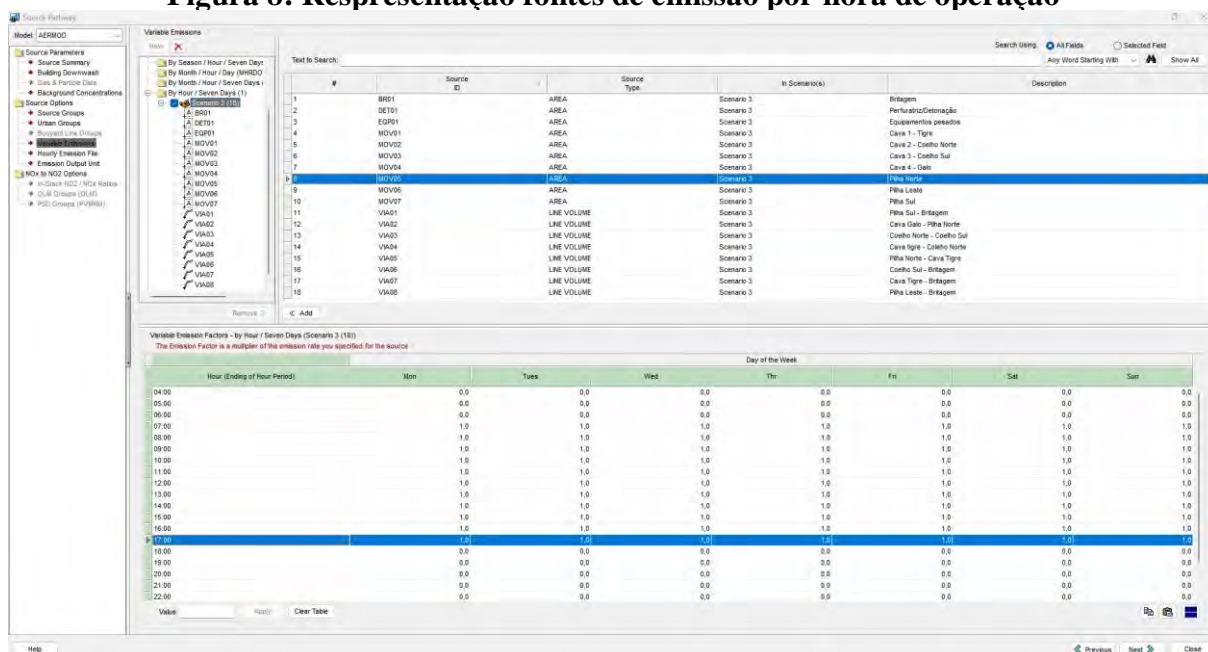 Figura 8: Respresentação fontes de emissão por hora de operação
Source Pathway
Model: AERMOD
Source Parameters
Source Summary
Building Downwash
Gas & Particle Data
Background Concentrations
Source Options
Source Groups
Urban Groups
Buoyant Line Groups
Variable Emissions
Hourly Emission File
Emission Output Unit
NOx to NO2 Options
In-Stack NO2 / NOx Ratios
OLM Groups (OLM)
PSD Groups (PVMRM)
Variable Emissions
By Season / Hour / Seven Days
By Month / Hour / Day (MHRDO
By Month / Hour / Seven Days
By Hour / Seven Days (1)
Scenario 3 (18)
BR01
DET01
EQP01
MOV01
MOV02
MOV03
MOV04
MOV05
MOV06
MOV07
VIA01
VIA02
VIA03
VIA04
VIA05
VIA06
VIA07
VIA08
Remove
Search Using: All Fields Selected Field
Text to Search: Any Word Starting With Show All
# Source ID Source Type In Scenario(s) Description
1 BR01 AREA Scenario 3 Britagem
2 DET01 AREA Scenario 3 Perfuratriz/Detonação
3 EQP01 AREA Scenario 3 Equipamentos pesados
4 MOV01 AREA Scenario 3 Cava 1 - Tigre
5 MOV02 AREA Scenario 3 Cava 2 - Coelho Norte
6 MOV03 AREA Scenario 3 Cava 3 - Coelho Sul
7 MOV04 AREA Scenario 3 Cava 4 - Galo
8 MOV05 AREA Scenario 3 Pilha Norte
9 MOV06 AREA Scenario 3 Pilha Leste
10 MOV07 AREA Scenario 3 Pilha Sul
11 VIA01 LINE VOLUME Scenario 3 Pilha Sul - Britagem
12 VIA02 LINE VOLUME Scenario 3 Cava Galo - Pilha Norte
13 VIA03 LINE VOLUME Scenario 3 Coelho Norte - Coelho Sul
14 VIA04 LINE VOLUME Scenario 3 Cava tigre - Coleho Norte
15 VIA05 LINE VOLUME Scenario 3 Pilha Norte - Cava Tigre
16 VIA06 LINE VOLUME Scenario 3 Coelho Sul - Britagem
17 VIA07 LINE VOLUME Scenario 3 Cava Tigre - Britagem
18 VIA08 LINE VOLUME Scenario 3 Pilha Leste - Britagem
< Add
Variable Emission Factors - by Hour / Seven Days (Scenario 3 (18))
The Emission Factor is a multiplier of the emission rate you specified for the source
Day of the Week
Hour (Ending of Hour Period) Mon Tues Wed Thr Fri Sat Sun
04:00 0,0 0,0 0,0 0,0 0,0 0,0 0,0
05:00 0,0 0,0 0,0 0,0 0,0 0,0 0,0
06:00 0,0 0,0 0,0 0,0 0,0 0,0 0,0
07:00 1,0 1,0 1,0 1,0 1,0 1,0 1,0
08:00 1,0 1,0 1,0 1,0 1,0 1,0 1,0
09:00 1,0 1,0 1,0 1,0 1,0 1,0 1,0
10:00 1,0 1,0 1,0 1,0 1,0 1,0 1,0
11:00 1,0 1,0 1,0 1,0 1,0 1,0 1,0
12:00 1,0 1,0 1,0 1,0 1,0 1,0 1,0
13:00 1,0 1,0 1,0 1,0 1,0 1,0 1,0
14:00 1,0 1,0 1,0 1,0 1,0 1,0 1,0
15:00 1,0 1,0 1,0 1,0 1,0 1,0 1,0
16:00 1,0 1,0 1,0 1,0 1,0 1,0 1,0
17:00 1,0 1,0 1,0 1,0 1,0 1,0 1,0
18:00 0,0 0,0 0,0 0,0 0,0 0,0 0,0
19:00 0,0 0,0 0,0 0,0 0,0 0,0 0,0
20:00 0,0 0,0 0,0 0,0 0,0 0,0 0,0
21:00 0,0 0,0 0,0 0,0 0,0 0,0 0,0
22:00 0,0 0,0 0,0 0,0 0,0 0,0 0,0
Value Apply Clear Table
Help Previous Next Close